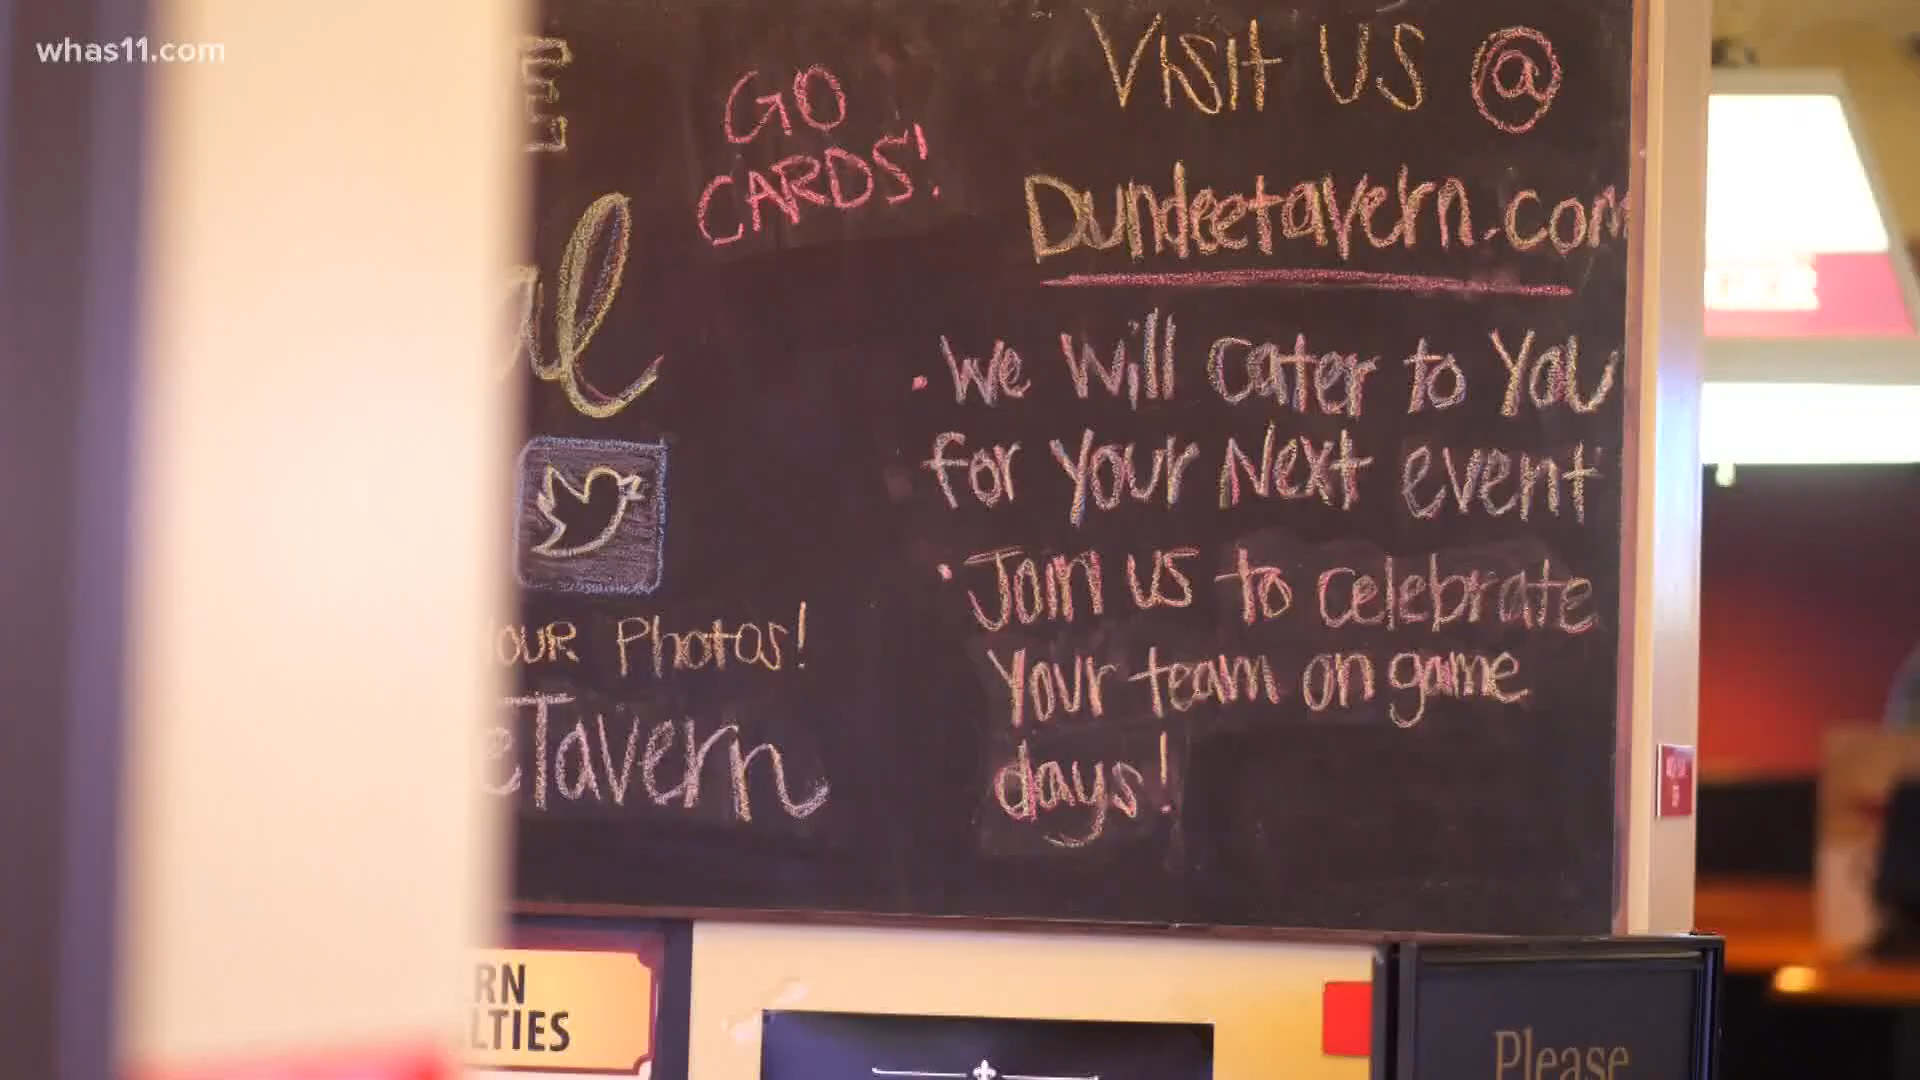 whas11.com
GO
CARDS!
OUR Photos!
eTavern
Visit US @
Dundeetavern.com
• We Will Cater to You
for Your Next event
• Join us to celebrate
Your team on game
days!
RN
LTIES
Please